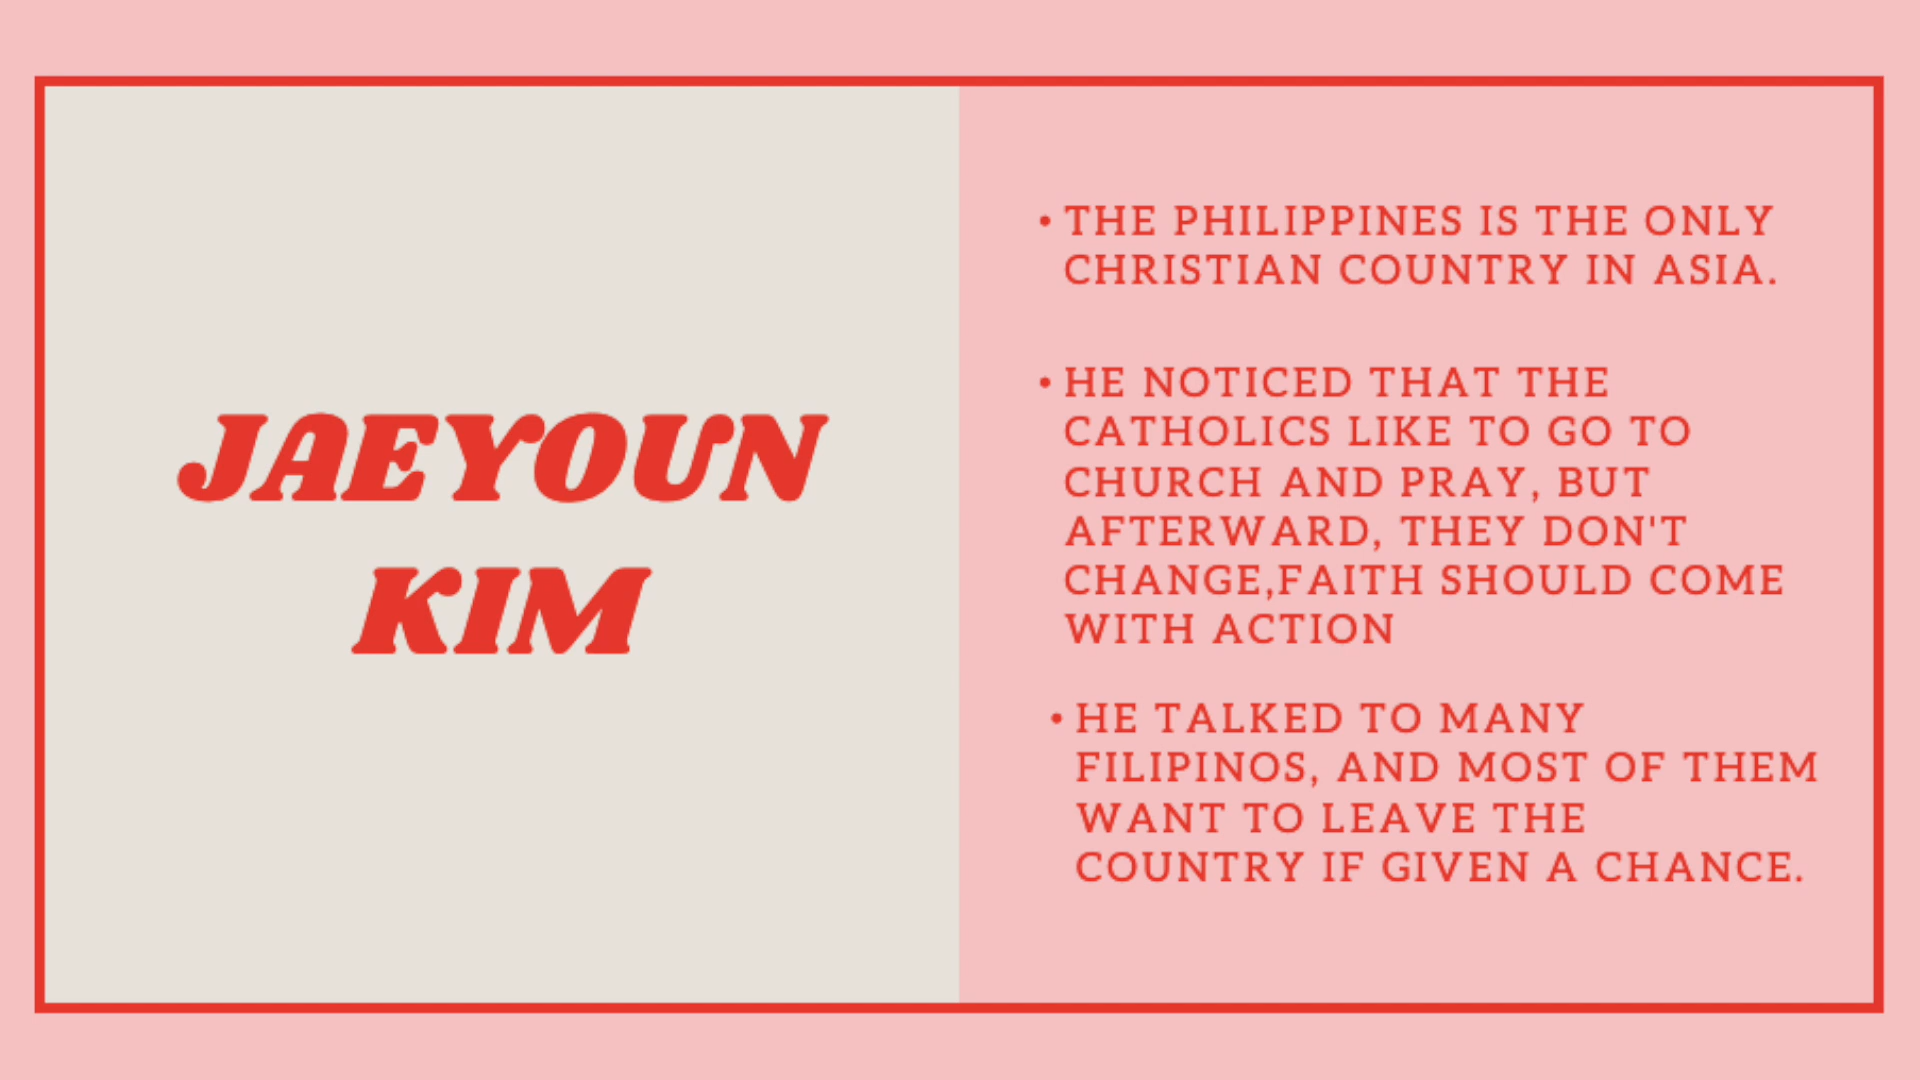 JAEYOUN
KIM
• THE PHILIPPINES IS THE ONLY
CHRISTIAN COUNTRY IN ASIA.
• HE NOTICED THAT THE
CATHOLICS LIKE TO GO TO
CHURCH AND PRAY, BUT
AFTERWARD, THEY DON'T
CHANGE,FAITH SHOULD COME
WITH ACTION
• HE TALKED TO MANY
FILIPINOS, AND MOST OF THEM
WANT TO LEAVE THE
COUNTRY IF GIVEN A CHANCE.